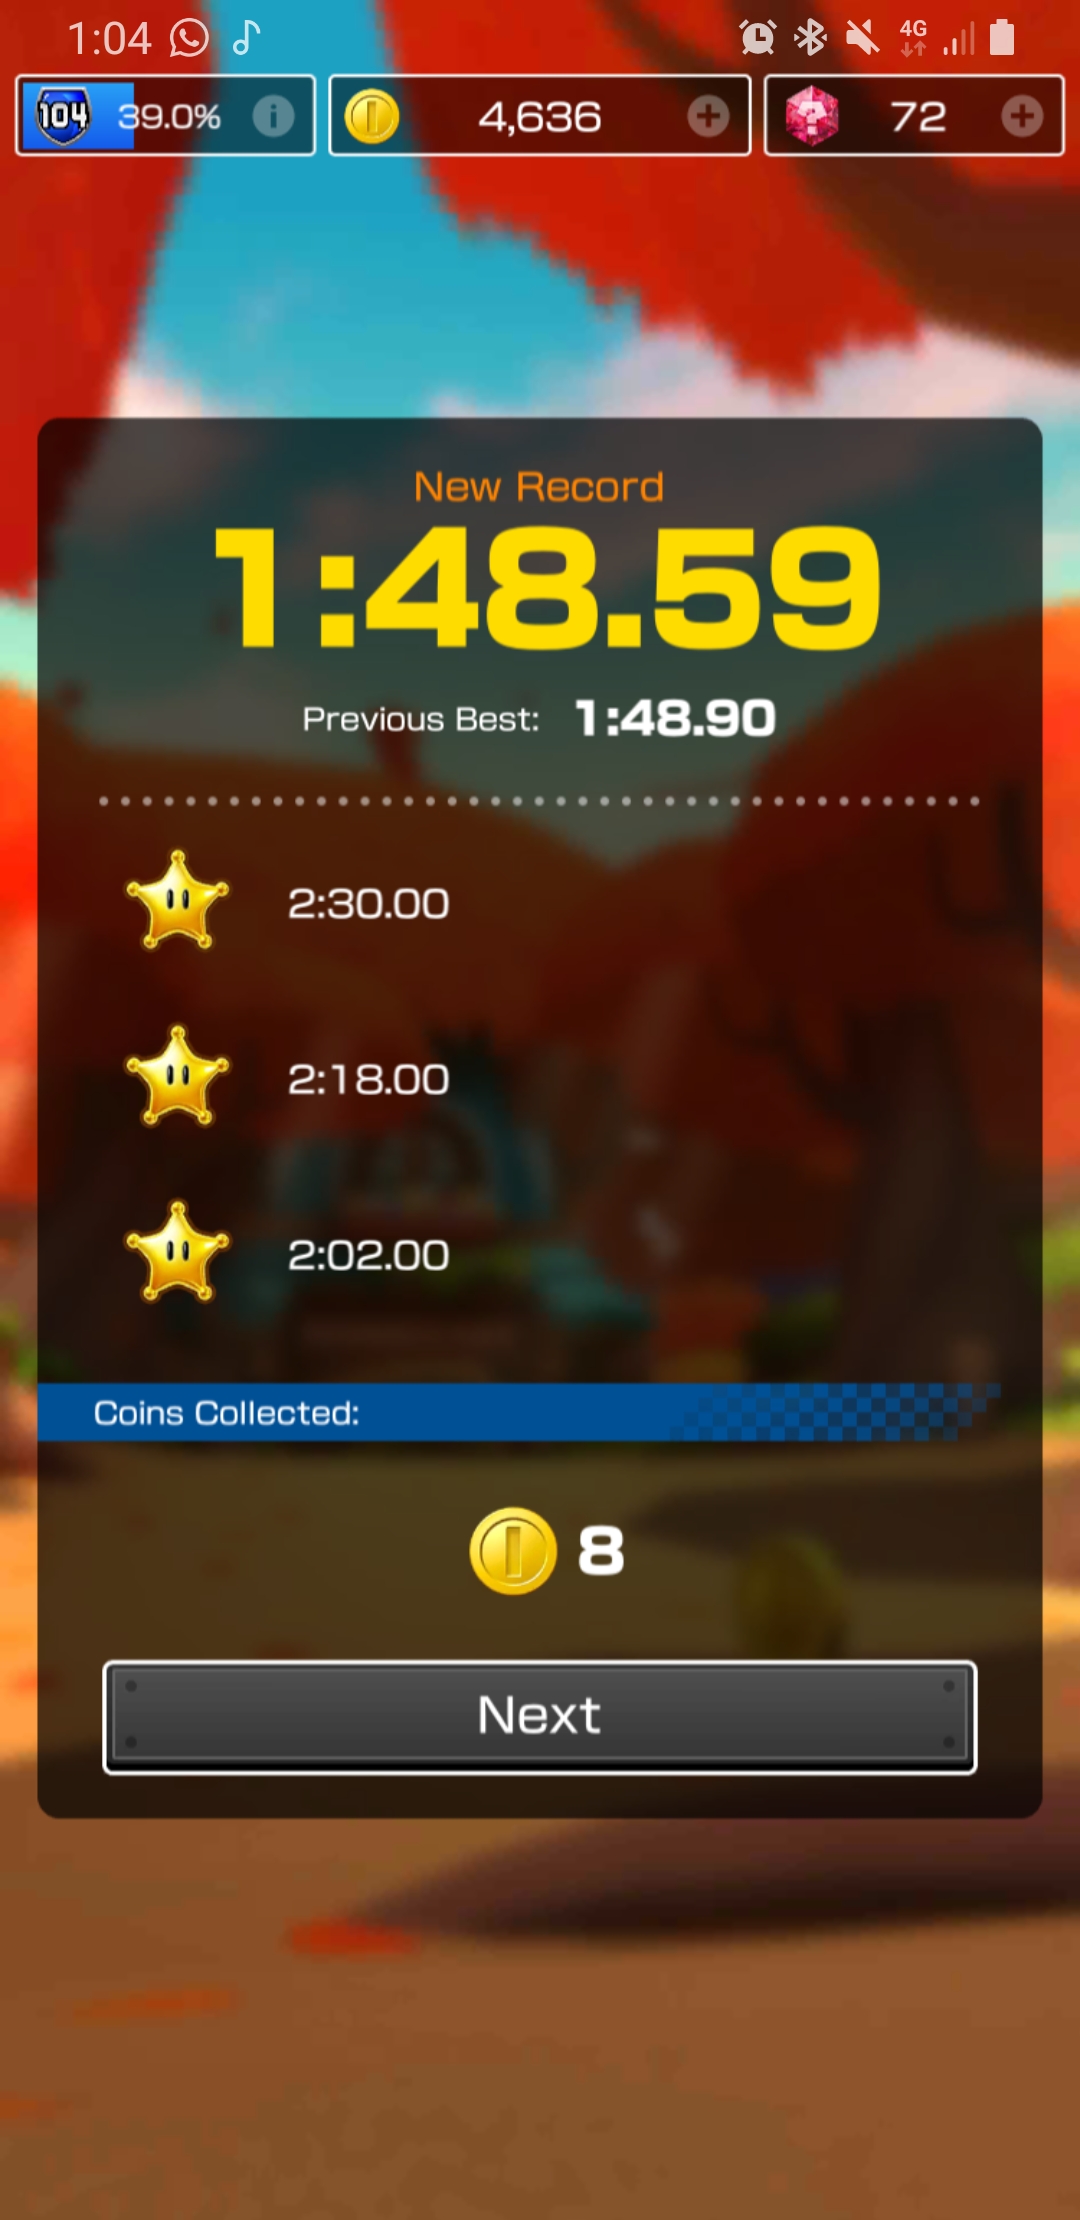 1:04 4G
104 39.0% i 4,636 + ? 72 +
New Record
1:48.59
Previous Best: 1:48.90
2:30.00
2:18.00
2:02.00
Coins Collected:
8
Next